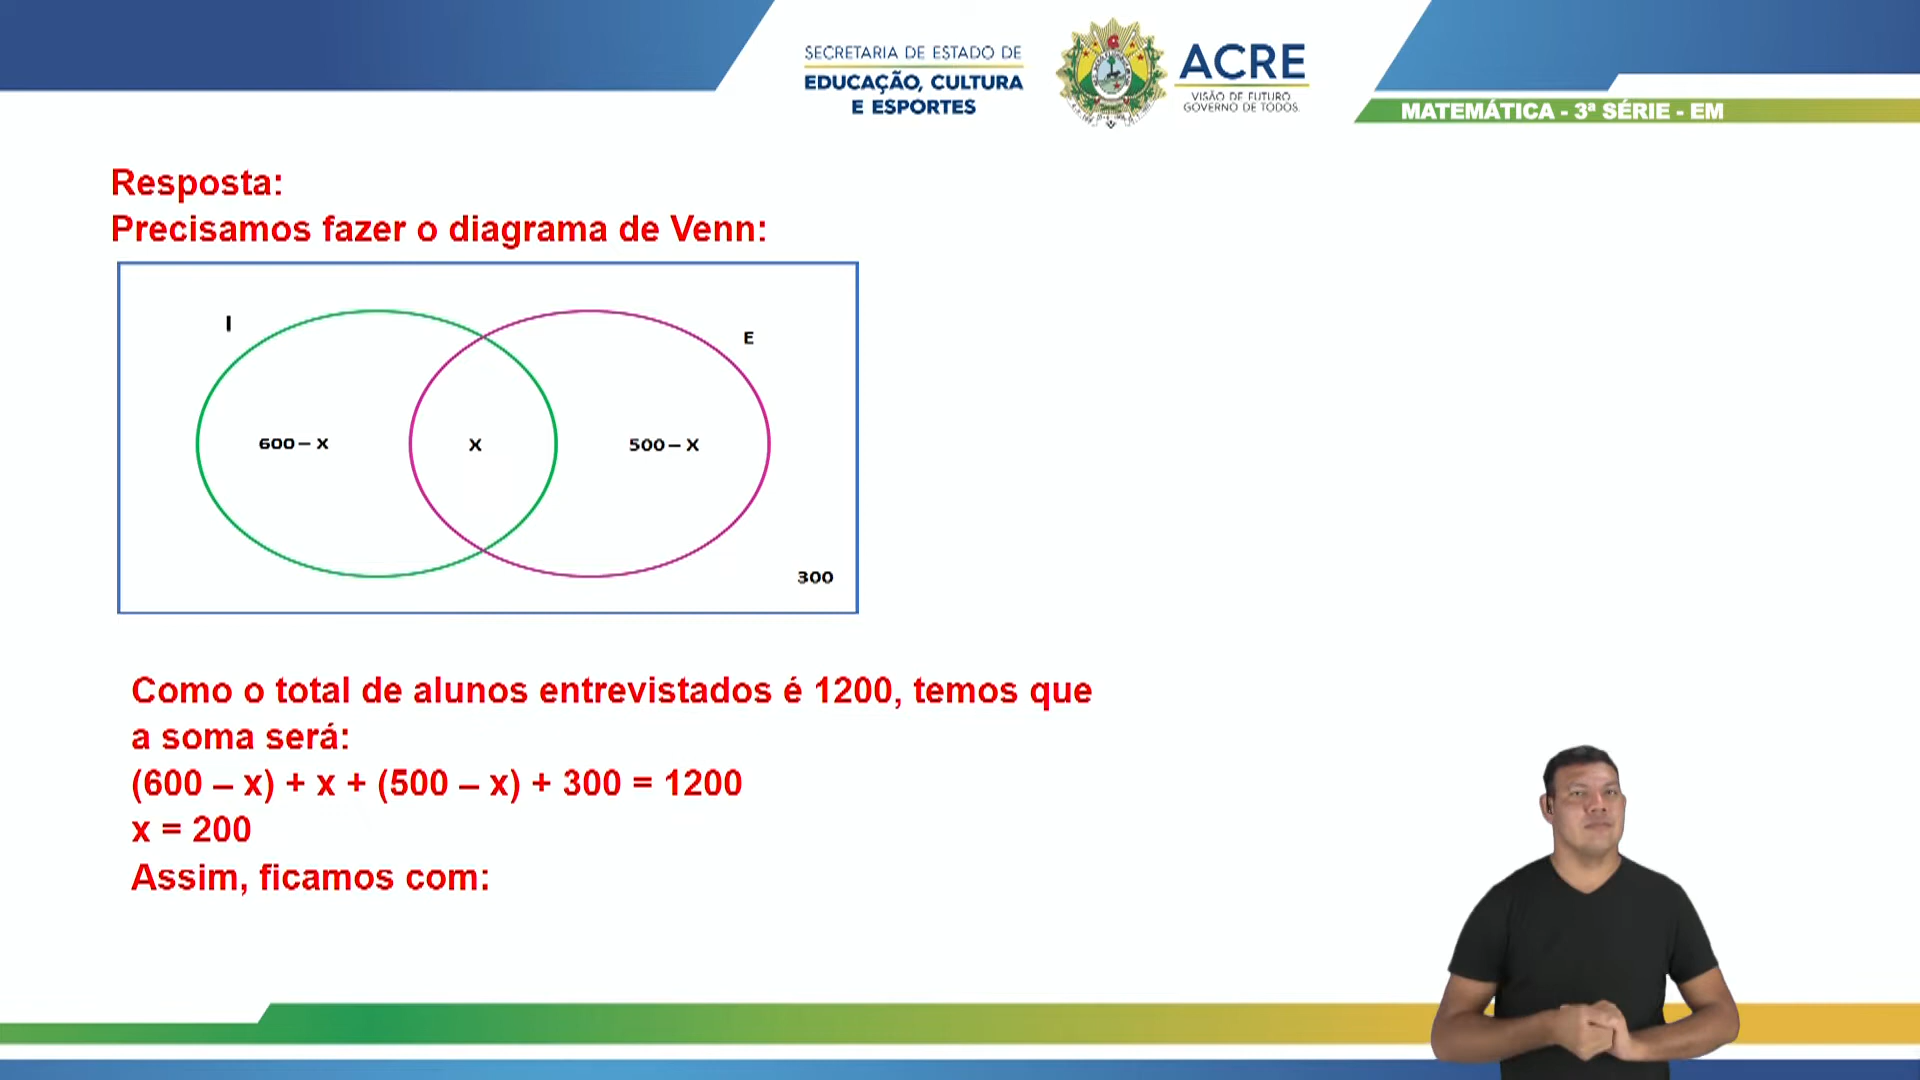 SECRETARIA DE ESTADO DE
EDUCAÇÃO, CULTURA
E ESPORTES
ACRE
VISÃO DE FUTURO
GOVERNO DE TODOS.
MATEMÁTICA - 3ª SÉRIE - EM
Resposta:
Precisamos fazer o diagrama de Venn:
I
E
600 – X
X
500 – X
300
Como o total de alunos entrevistados é 1200, temos que
a soma será:
(600 – x) + x + (500 – x) + 300 = 1200
x = 200
Assim, ficamos com: